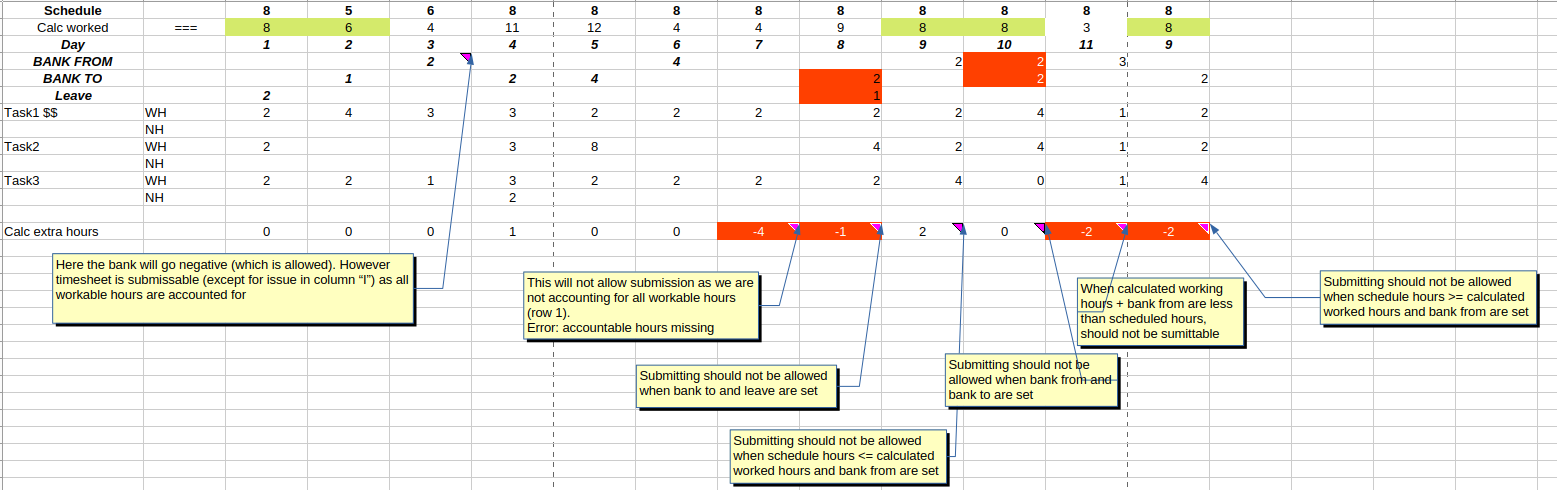 Schedule 8 5 6 8 8 8 8 8 8 8 8 8
Calc worked === 8 6 4 11 12 4 4 9 8 8 3 8
Day 1 2 3 4 5 6 7 8 9 10 11 9
BANK FROM 2 4 2 2 3
BANK TO 1 2 4 2 2 2
Leave 2 1
Task1 $$ WH 2 4 3 3 2 2 2 2 2 4 1 2
NH
Task2 WH 2 3 8 4 2 4 1 2
NH
Task3 WH 2 2 1 3 2 2 2 2 4 0 1 4
NH 2
Calc extra hours 0 0 0 1 0 0 -4 -1 2 0 -2 -2
Here the bank will go negative (which is allowed). However
timesheet is submissable (except for issue in column “I”) as all
workable hours are accounted for
This will not allow submission as we are
not accounting for all workable hours
(row 1).
Error: accountable hours missing
When calculated working
hours + bank from are less
than scheduled hours,
should not be sumittable
Submitting should not be allowed
when schedule hours >= calculated
worked hours and bank from are set
Submitting should not be allowed
when bank to and leave are set
Submitting should not be
allowed when bank from and
bank to are set
Submitting should not be allowed
when schedule hours <= calculated
worked hours and bank from are set